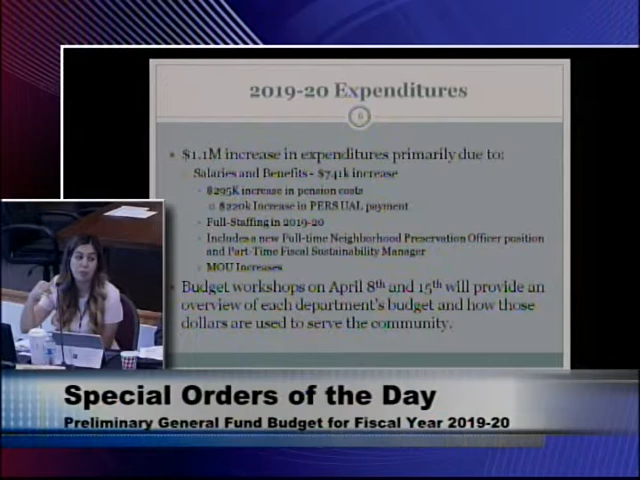 2019-20 Expenditures
$1.1M increase in expenditures primarily due to:
Salaries and Benefits - $741k increase
$295K increase in pension costs
$220k Increase in PERS UAL payment
Full-Staffing in 2019-20
Includes a new Full-time Neighborhood Preservation Officer position
and Part-Time Fiscal Sustainability Manager
MOU Increases
Budget workshops on April 8th and 15th will provide an
overview of each department's budget and how those
dollars are used to serve the community.
Special Orders of the Day
Preliminary General Fund Budget for Fiscal Year 2019-20